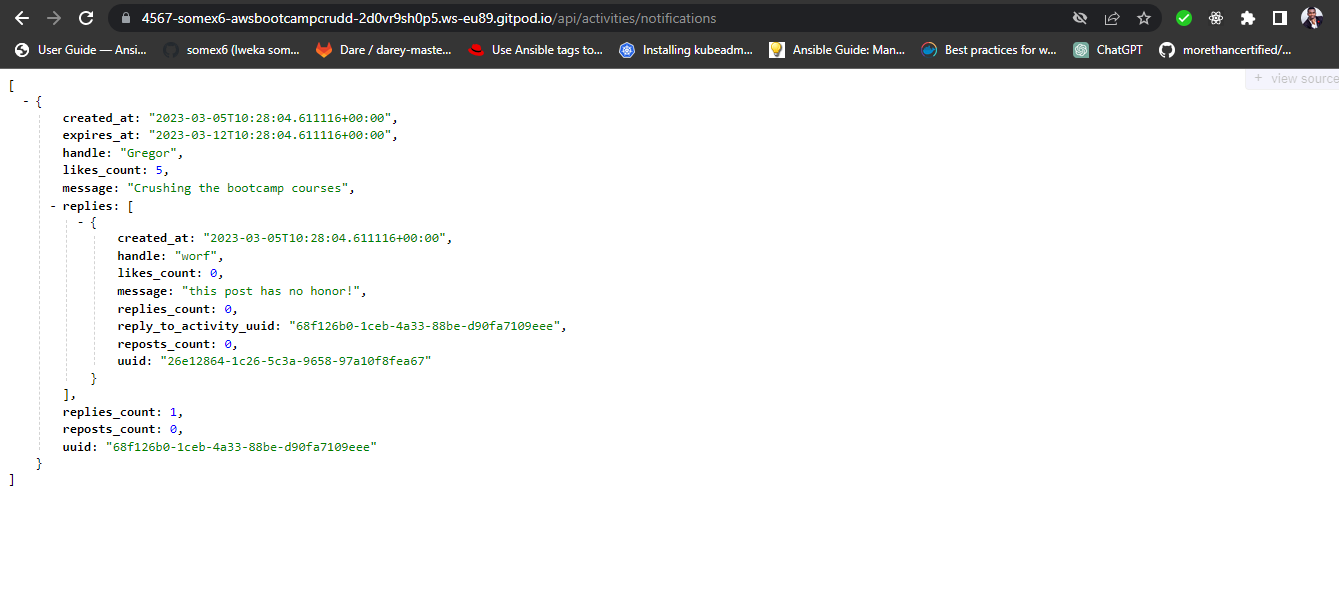 4567-somex6-awsbootcampcrudd-2d0vr9sh0p5.ws-eu89.gitpod.io/api/activities/notifications
User Guide — Ansi... somex6 (Iweka som... Dare / darey-maste... Use Ansible tags to... Installing kubeadm... Ansible Guide: Man... Best practices for w... ChatGPT morethancertified/...
+ view source
[
- {
created_at: "2023-03-05T10:28:04.611116+00:00",
expires_at: "2023-03-12T10:28:04.611116+00:00",
handle: "Gregor",
likes_count: 5,
message: "Crushing the bootcamp courses",
- replies: [
- {
created_at: "2023-03-05T10:28:04.611116+00:00",
handle: "worf",
likes_count: 0,
message: "this post has no honor!",
replies_count: 0,
reply_to_activity_uuid: "68f126b0-1ceb-4a33-88be-d90fa7109eee",
reposts_count: 0,
uuid: "26e12864-1c26-5c3a-9658-97a10f8fea67"
}
],
replies_count: 1,
reposts_count: 0,
uuid: "68f126b0-1ceb-4a33-88be-d90fa7109eee"
}
]